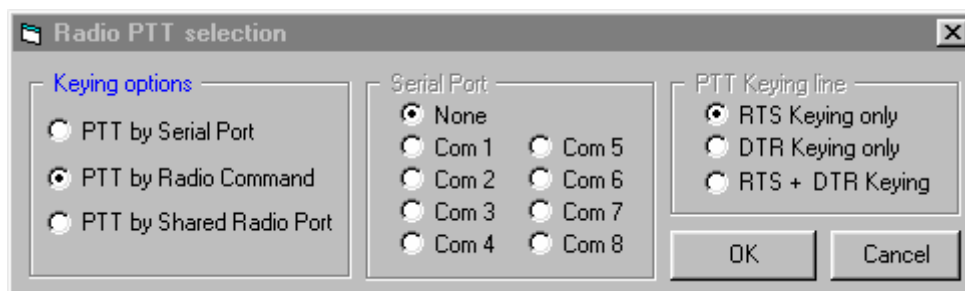 Radio PTT selection
Keying options
PTT by Serial Port
PTT by Radio Command
PTT by Shared Radio Port
Serial Port
None
Com 1
Com 2
Com 3
Com 4
Com 5
Com 6
Com 7
Com 8
PTT Keying line
RTS Keying only
DTR Keying only
RTS + DTR Keying
OK
Cancel